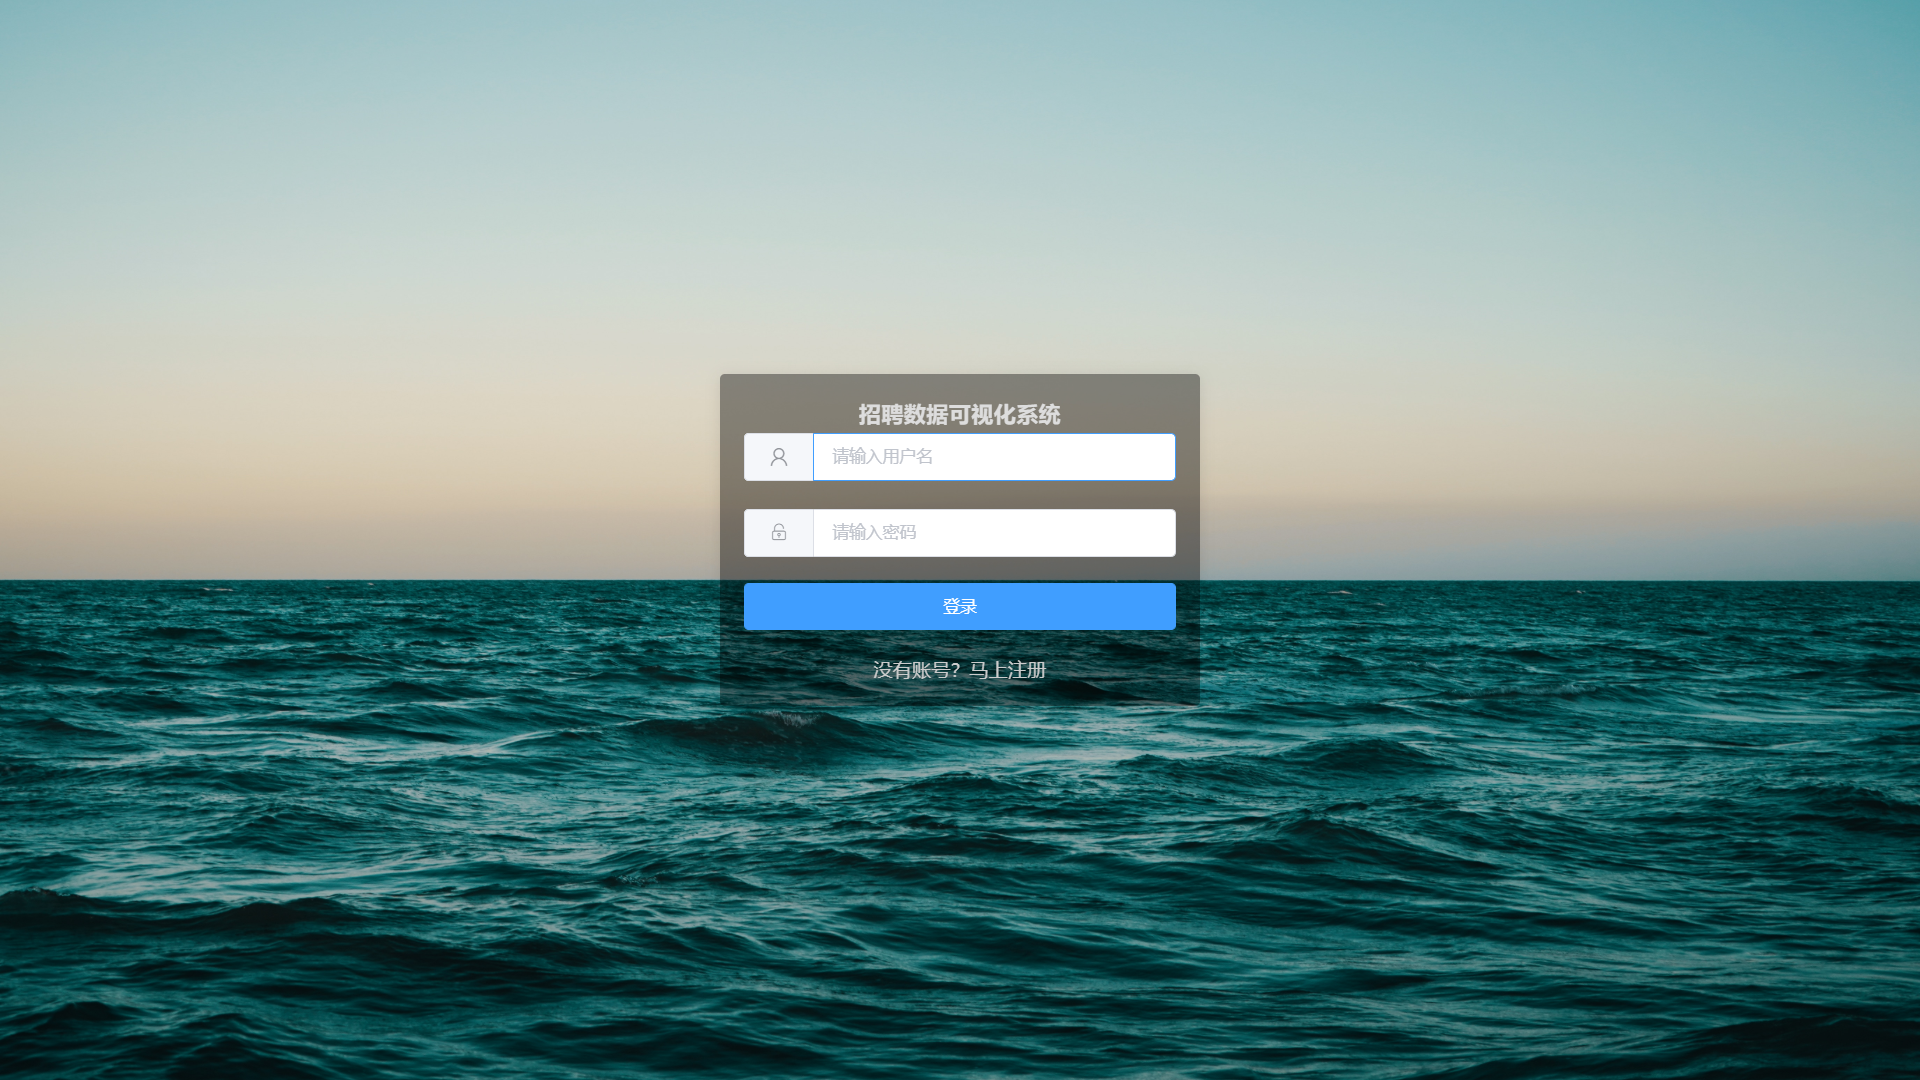 招聘数据可视化系统
请输入用户名
请输入密码
登录
没有账号？马上注册